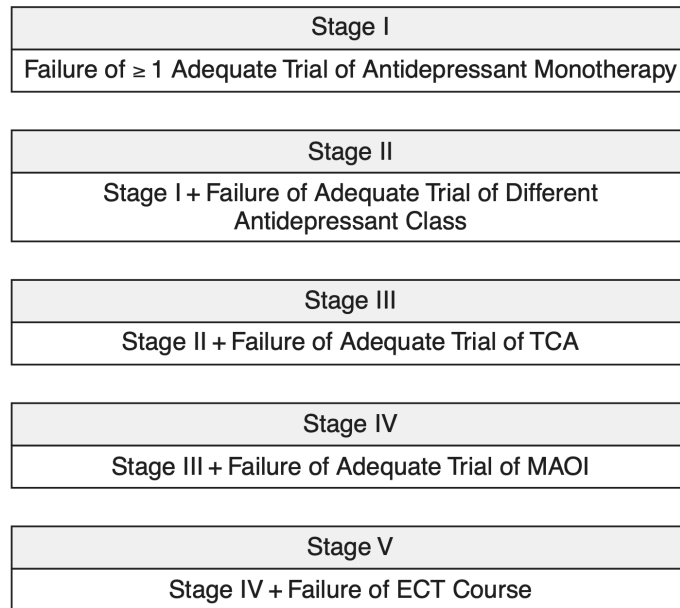 Stage I
Failure of ≥ 1 Adequate Trial of Antidepressant Monotherapy
Stage II
Stage I + Failure of Adequate Trial of Different
Antidepressant Class
Stage III
Stage II + Failure of Adequate Trial of TCA
Stage IV
Stage III + Failure of Adequate Trial of MAOI
Stage V
Stage IV + Failure of ECT Course